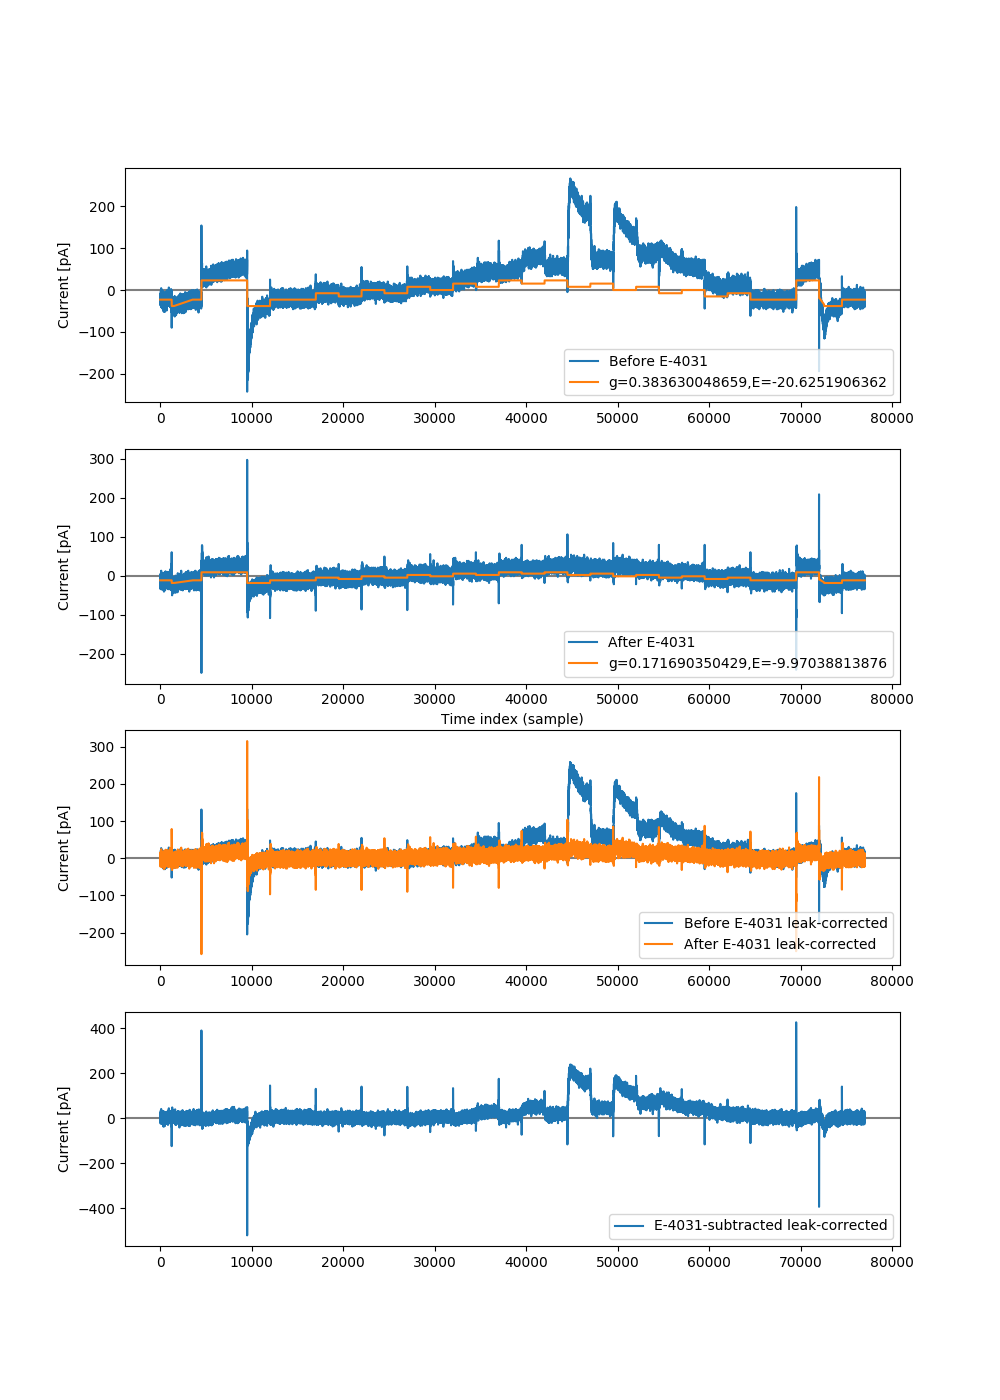 200
100
0
−100
−200
Current [pA]
Before E-4031
g=0.383630048659,E=-20.6251906362
0 10000 20000 30000 40000 50000 60000 70000 80000
300
200
100
0
−100
−200
Current [pA]
After E-4031
g=0.171690350429,E=-9.97038813876
0 10000 20000 30000 40000 50000 60000 70000 80000
Time index (sample)
300
200
100
0
−100
−200
Current [pA]
Before E-4031 leak-corrected
After E-4031 leak-corrected
0 10000 20000 30000 40000 50000 60000 70000 80000
400
200
0
−200
−400
Current [pA]
E-4031-subtracted leak-corrected
0 10000 20000 30000 40000 50000 60000 70000 80000